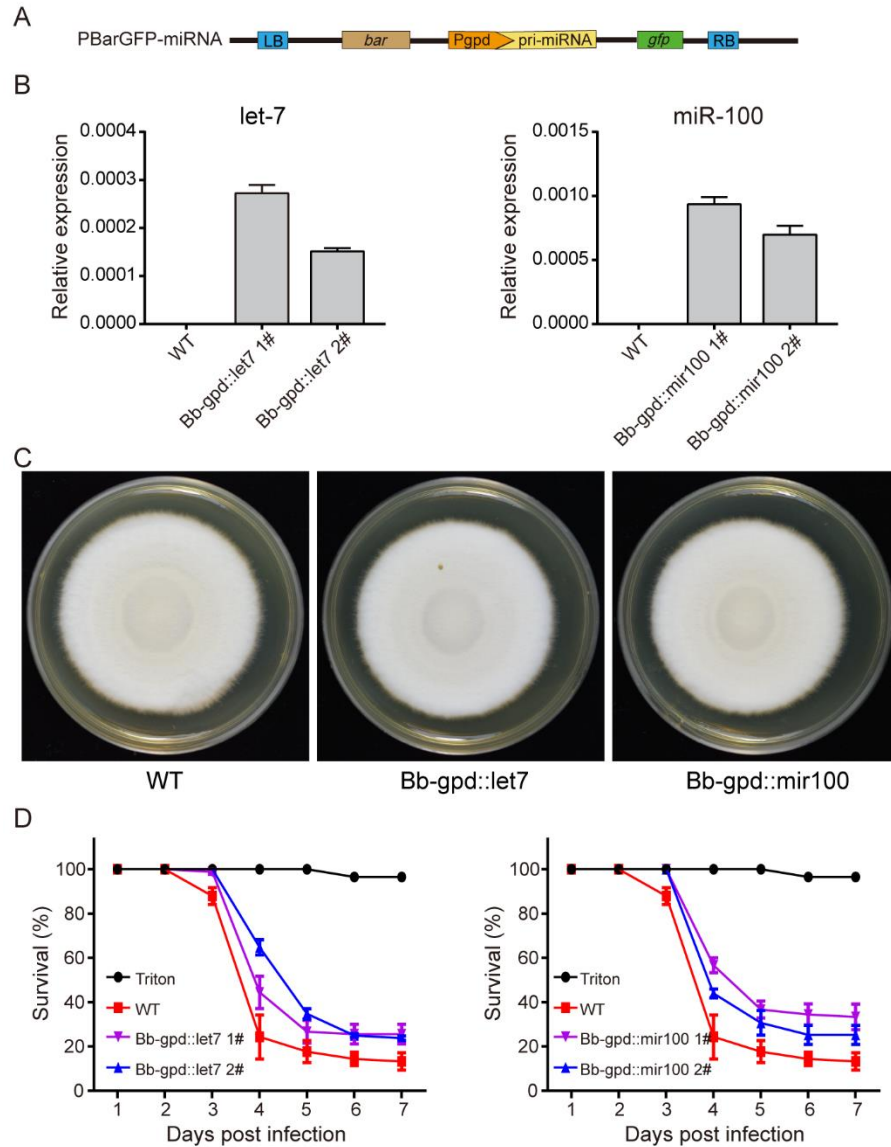 A
PBarGFP-miRNA
LB
bar
Pgpd
pri-miRNA
gfp
RB
B
let-7
Relative expression
0.0004
0.0003
0.0002
0.0001
0.0000
WT
Bb-gpd::let7 1#
Bb-gpd::let7 2#
miR-100
Relative expression
0.0015
0.0010
0.0005
0.0000
WT
Bb-gpd::mir100 1#
Bb-gpd::mir100 2#
C
WT
Bb-gpd::let7
Bb-gpd::mir100
D
Survival (%)
100
80
60
40
20
0
Triton
WT
Bb-gpd::let7 1#
Bb-gpd::let7 2#
1 2 3 4 5 6 7
Days post infection
Survival (%)
100
80
60
40
20
0
Triton
WT
Bb-gpd::mir100 1#
Bb-gpd::mir100 2#
1 2 3 4 5 6 7
Days post infection